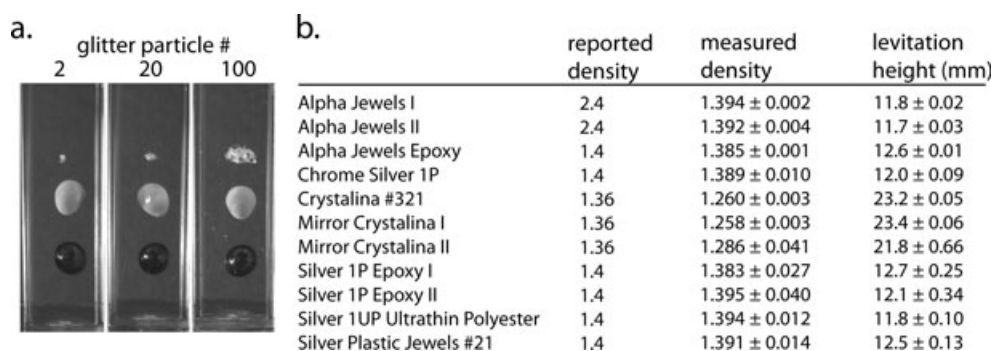 a.
glitter particle #
2 20 100
b.
reported density measured density levitation height (mm)
Alpha Jewels I 2.4 1.394 ± 0.002 11.8 ± 0.02
Alpha Jewels II 2.4 1.392 ± 0.004 11.7 ± 0.03
Alpha Jewels Epoxy 1.4 1.385 ± 0.001 12.6 ± 0.01
Chrome Silver 1P 1.4 1.389 ± 0.010 12.0 ± 0.09
Crystalina #321 1.36 1.260 ± 0.003 23.2 ± 0.05
Mirror Crystalina I 1.36 1.258 ± 0.003 23.4 ± 0.06
Mirror Crystalina II 1.36 1.286 ± 0.041 21.8 ± 0.66
Silver 1P Epoxy I 1.4 1.383 ± 0.027 12.7 ± 0.25
Silver 1P Epoxy II 1.4 1.395 ± 0.040 12.1 ± 0.34
Silver 1UP Ultrathin Polyester 1.4 1.394 ± 0.012 11.8 ± 0.10
Silver Plastic Jewels #21 1.4 1.391 ± 0.014 12.5 ± 0.13